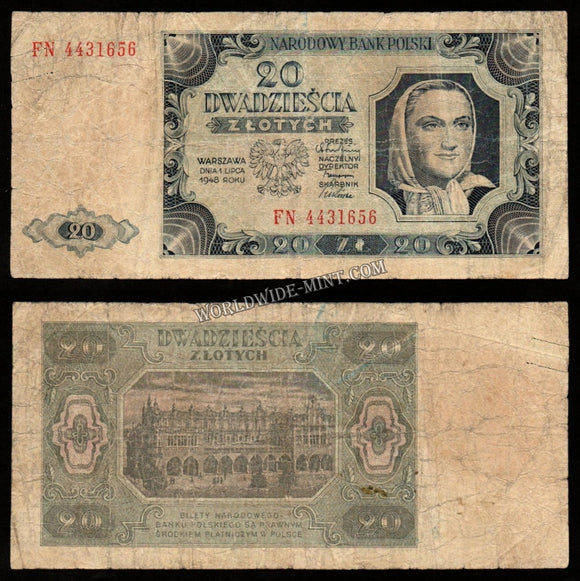 FN 4431656
NARODOWY BANK POLSKI
20
DWADZIEŚCIA
ZŁOTYCH
WARSZAWA
DNIA 1 LIPCA
1948 ROKU
PREZES
NACZELNY
DYREKTOR
SKARBNIK
FN 4431656
20
20 ZŁ 20
WORLDWIDE-MINT.COM
DWADZIEŚCIA
ZŁOTYCH
20 20
20 20
BILETY NARODOWEGO
BANKU POLSKIEGO SĄ PRAWNYM
ŚRODKIEM PŁATNICZYM W POLSCE